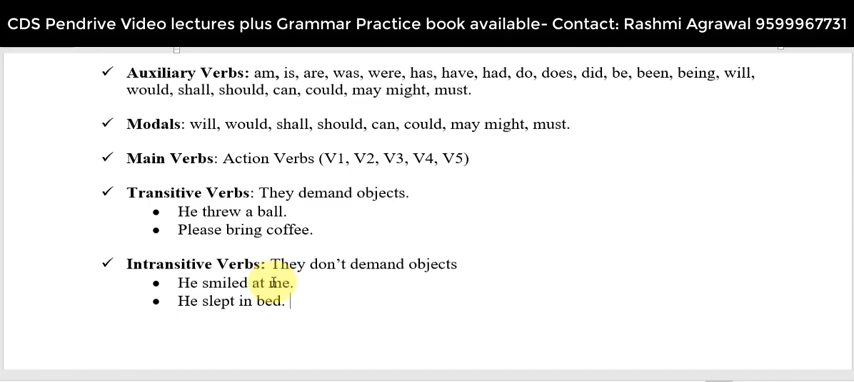 CDS Pendrive Video lectures plus Grammar Practice book available- Contact: Rashmi Agrawal 9599967731
✓ Auxiliary Verbs: am, is, are, was, were, has, have, had, do, does, did, be, been, being, will,
would, shall, should, can, could, may might, must.
✓ Modals: will, would, shall, should, can, could, may might, must.
✓ Main Verbs: Action Verbs (V1, V2, V3, V4, V5)
✓ Transitive Verbs: They demand objects.
• He threw a ball.
• Please bring coffee.
✓ Intransitive Verbs: They don’t demand objects
• He smiled at me.
• He slept in bed.